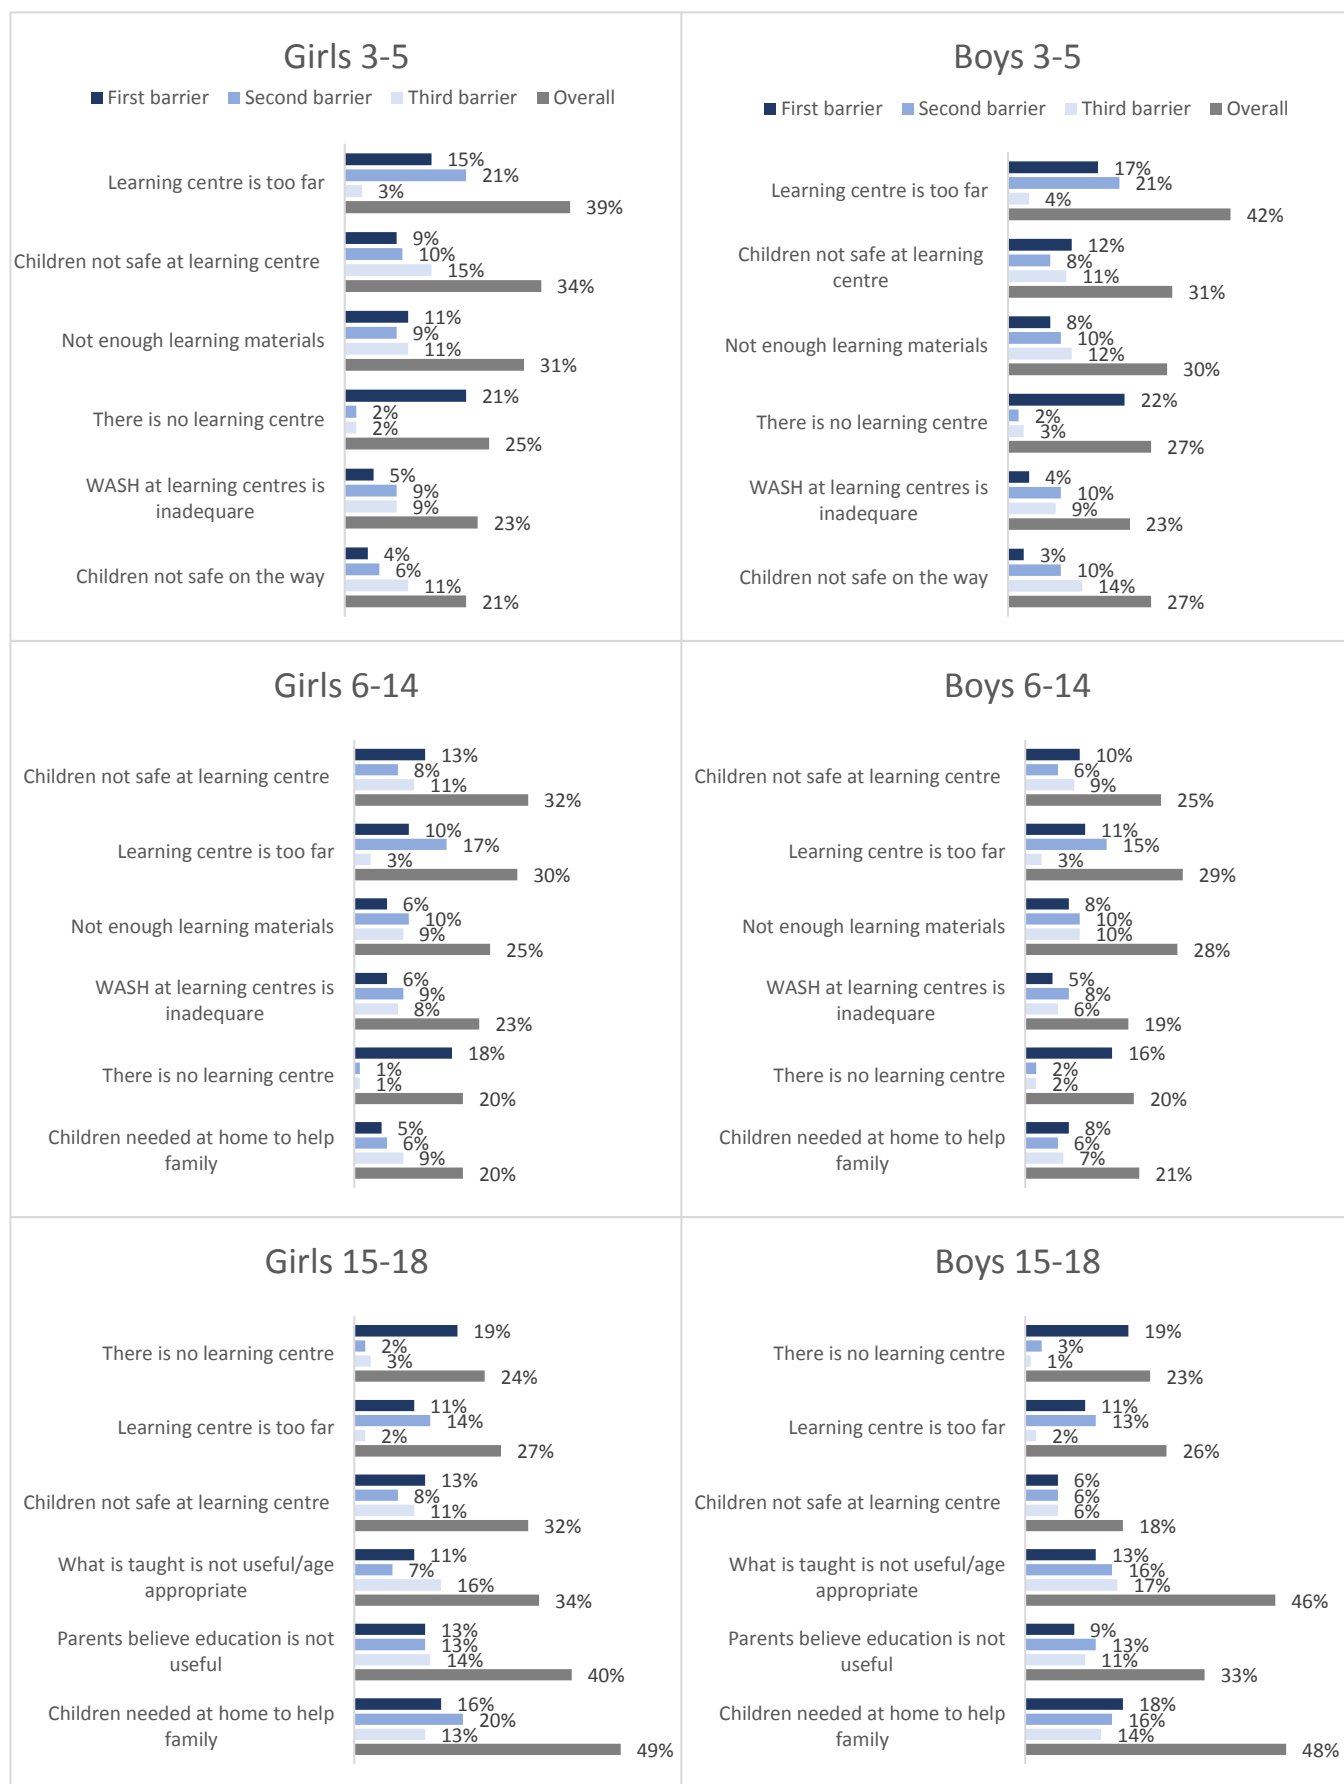 Girls 3-5
First barrier Second barrier Third barrier Overall
Learning centre is too far
15%
21%
3%
39%
Children not safe at learning centre
9%
10%
15%
34%
Not enough learning materials
11%
9%
11%
31%
There is no learning centre
21%
2%
2%
25%
WASH at learning centres is
inadequare
5%
9%
9%
23%
Children not safe on the way
4%
6%
11%
21%
Boys 3-5
First barrier Second barrier Third barrier Overall
Learning centre is too far
17%
21%
4%
42%
Children not safe at learning
centre
12%
8%
11%
31%
Not enough learning materials
8%
10%
12%
30%
There is no learning centre
22%
2%
3%
27%
WASH at learning centres is
inadequare
4%
10%
9%
23%
Children not safe on the way
3%
10%
14%
27%
Girls 6-14
Children not safe at learning centre
13%
8%
11%
32%
Learning centre is too far
10%
17%
3%
30%
Not enough learning materials
6%
10%
9%
25%
WASH at learning centres is
inadequare
6%
9%
8%
23%
There is no learning centre
18%
1%
1%
20%
Children needed at home to help
family
5%
6%
9%
20%
Boys 6-14
Children not safe at learning centre
10%
6%
9%
25%
Learning centre is too far
11%
15%
3%
29%
Not enough learning materials
8%
10%
10%
28%
WASH at learning centres is
inadequare
5%
8%
6%
19%
There is no learning centre
16%
2%
2%
20%
Children needed at home to help
family
8%
6%
7%
21%
Girls 15-18
There is no learning centre
19%
2%
3%
24%
Learning centre is too far
11%
14%
2%
27%
Children not safe at learning centre
13%
8%
11%
32%
What is taught is not useful/age
appropriate
11%
7%
16%
34%
Parents believe education is not
useful
13%
13%
14%
40%
Children needed at home to help
family
16%
20%
13%
49%
Boys 15-18
There is no learning centre
19%
3%
1%
23%
Learning centre is too far
11%
13%
2%
26%
Children not safe at learning centre
6%
6%
6%
18%
What is taught is not useful/age
appropriate
13%
16%
17%
46%
Parents believe education is not
useful
9%
13%
11%
33%
Children needed at home to help
family
18%
16%
14%
48%